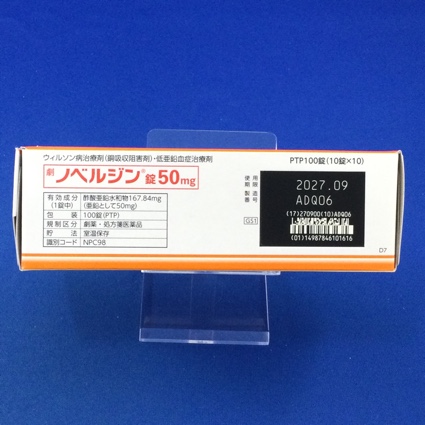 ウィルソン病治療剤(銅吸収阻害剤)・低亜鉛血症治療剤
PTP100錠(10錠×10)
劇 ノベルジン®錠50mg
有効成分(1錠中) 酢酸亜鉛水和物167.84mg(亜鉛として50mg)
包装 100錠(PTP)
規制区分 劇薬・処方箋医薬品
貯法 室温保存
識別コード NPC98
使用期限 2027.09
製造番号 ADQ06
GS1
(17)270900(10)ADQ06
(01)14987846101616
D7